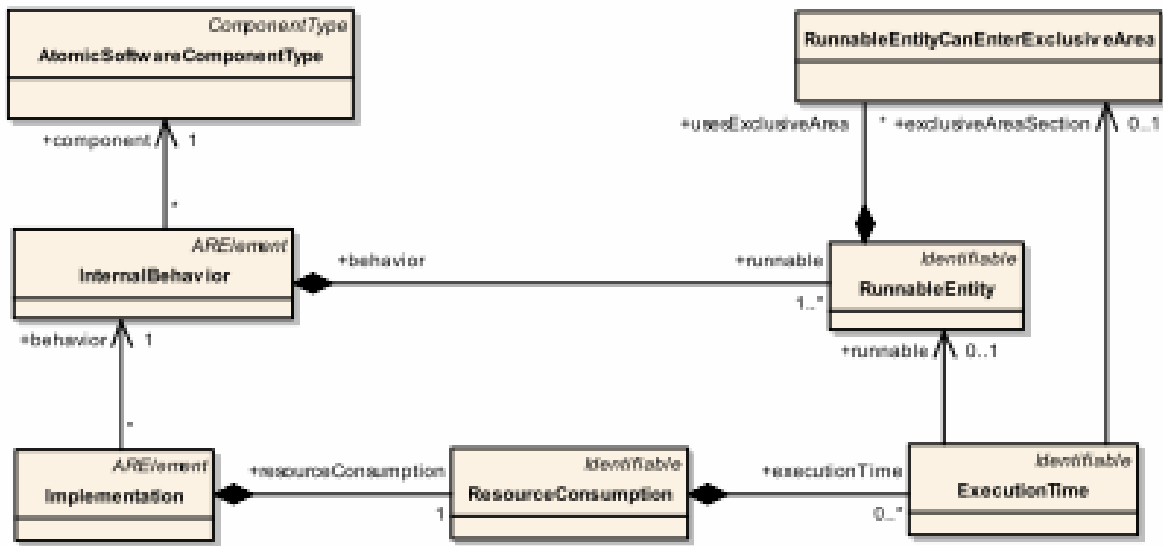 ComponentType
AtomicSoftwareComponentType
RunnableEntityCanEnterExclusiveArea
+component 1
+usesExclusiveArea * +exclusiveAreaSection 0..1
*
ARElement
InternalBehavior
+behavior +runnable
1..*
Identifiable
RunnableEntity
+behavior 1
+runnable 0..1
*
ARElement
Implementation
+resourceConsumption
1
Identifiable
ResourceConsumption
+executionTime
0..*
Identifiable
ExecutionTime